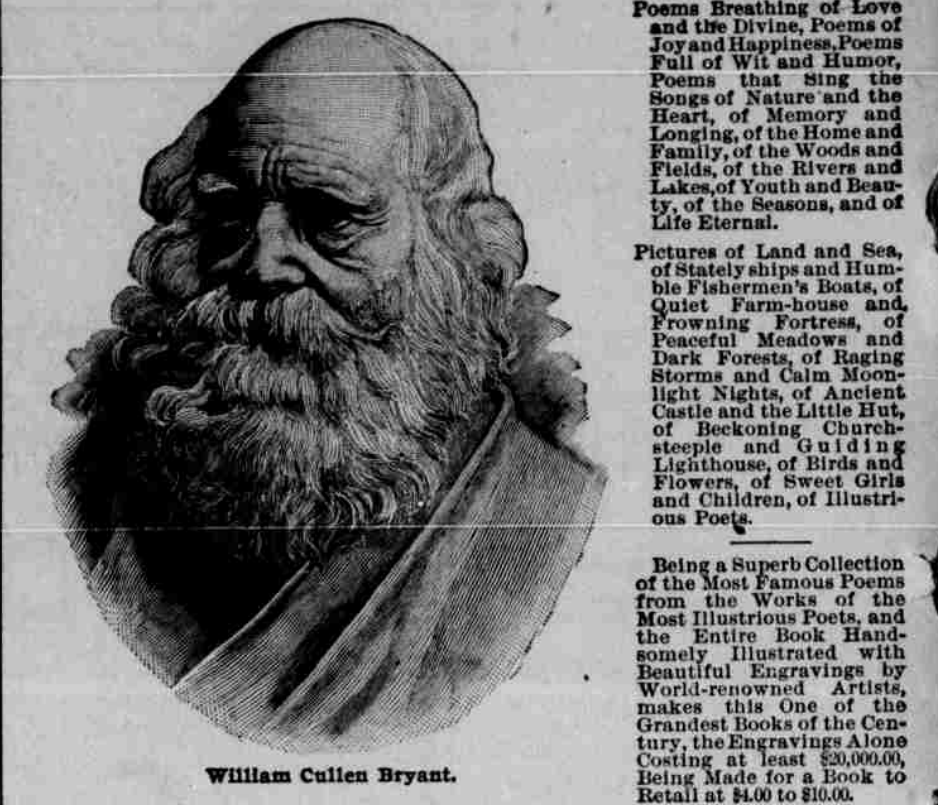 Poems Breathing of Love
and the Divine, Poems of
Joy and Happiness, Poems
Full of Wit and Humor,
Poems that Sing the
Songs of Nature and the
Heart, of Memory and
Longing, of the Home and
Family, of the Woods and
Fields, of the Rivers and
Lakes, of Youth and Beau-
ty, of the Seasons, and of
Life Eternal.
Pictures of Land and Sea,
of Stately ships and Hum-
ble Fishermen's Boats, of
Quiet Farm-house and
Frowning Fortress, of
Peaceful Meadows and
Dark Forests, of Raging
Storms and Calm Moon-
light Nights, of Ancient
Castle and the Little Hut,
of Beckoning Church-
steeple and Guiding
Lighthouse, of Birds and
Flowers, of Sweet Girls
and Children, of Illustri-
ous Poets.
Being a Superb Collection
of the Most Famous Poems
from the Works of the
Most Illustrious Poets, and
the Entire Book Hand-
somely Illustrated with
Beautiful Engravings by
World-renowned Artists,
makes this One of the
Grandest Books of the Cen-
tury, the Engravings Alone
Costing at least $20,000.00,
Being Made for a Book to
Retail at $4.00 to $10.00.
William Cullen Bryant.